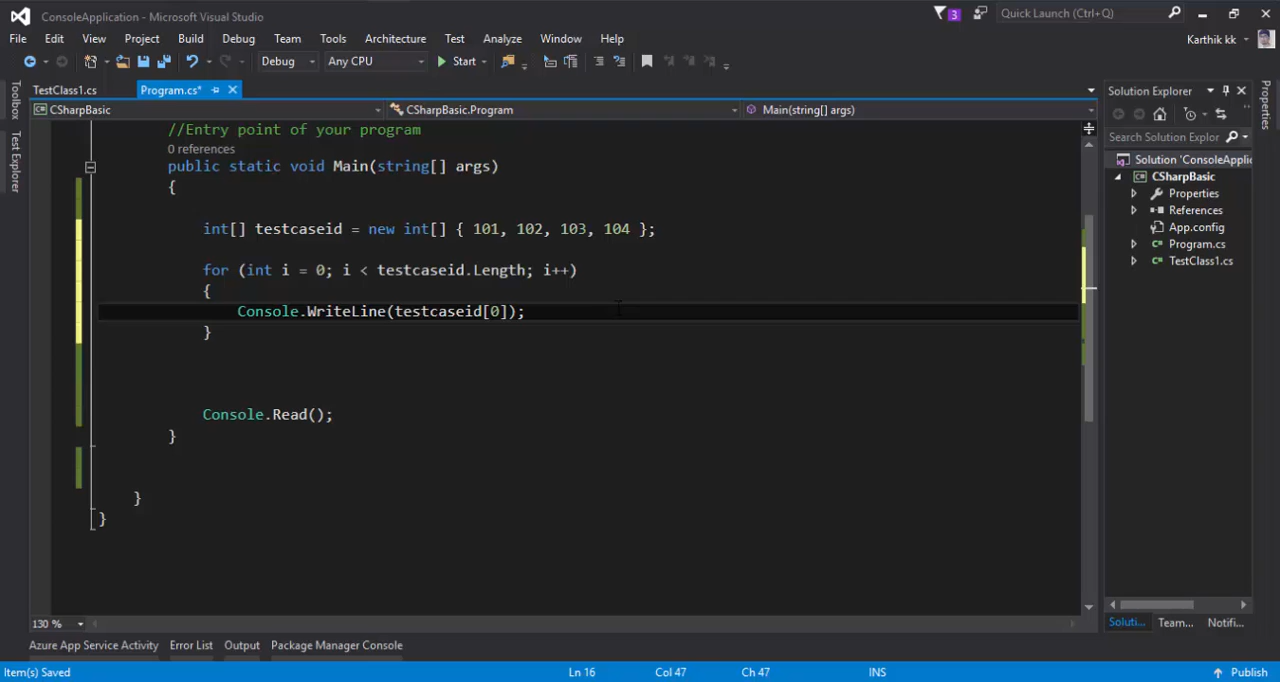 ConsoleApplication - Microsoft Visual Studio
3
Quick Launch (Ctrl+Q)
File Edit View Project Build Debug Team Tools Architecture Test Analyze Window Help
Karthik kk
Debug Any CPU Start
TestClass1.cs Program.cs*
Solution Explorer
CSharpBasic CSharpBasic.Program Main(string[] args)
Toolbox
Test Explorer
Properties
//Entry point of your program
0 references
public static void Main(string[] args)
{
int[] testcaseid = new int[] { 101, 102, 103, 104 };
for (int i = 0; i < testcaseid.Length; i++)
{
Console.WriteLine(testcaseid[0]);
}
Console.Read();
}
}
}
Search Solution Explor
Solution 'ConsoleApplic
CSharpBasic
Properties
References
App.config
Program.cs
TestClass1.cs
130 %
Soluti... Team... Notifi...
Azure App Service Activity Error List Output Package Manager Console
Item(s) Saved Ln 16 Col 47 Ch 47 INS Publish